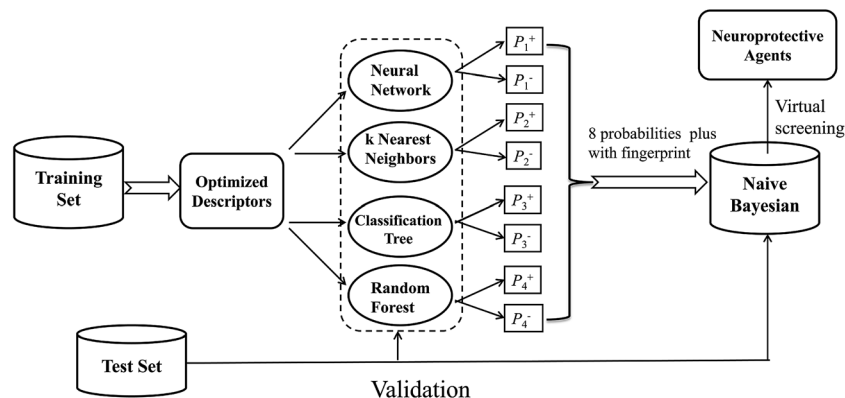 Training
Set
Optimized
Descriptors
Neural
Network
k Nearest
Neighbors
Classification
Tree
Random
Forest
P₁⁺
P₁⁻
P₂⁺
P₂⁻
P₃⁺
P₃⁻
P₄⁺
P₄⁻
8 probabilities plus
with fingerprint
Neuroprotective
Agents
Virtual
screening
Naive
Bayesian
Test Set
Validation